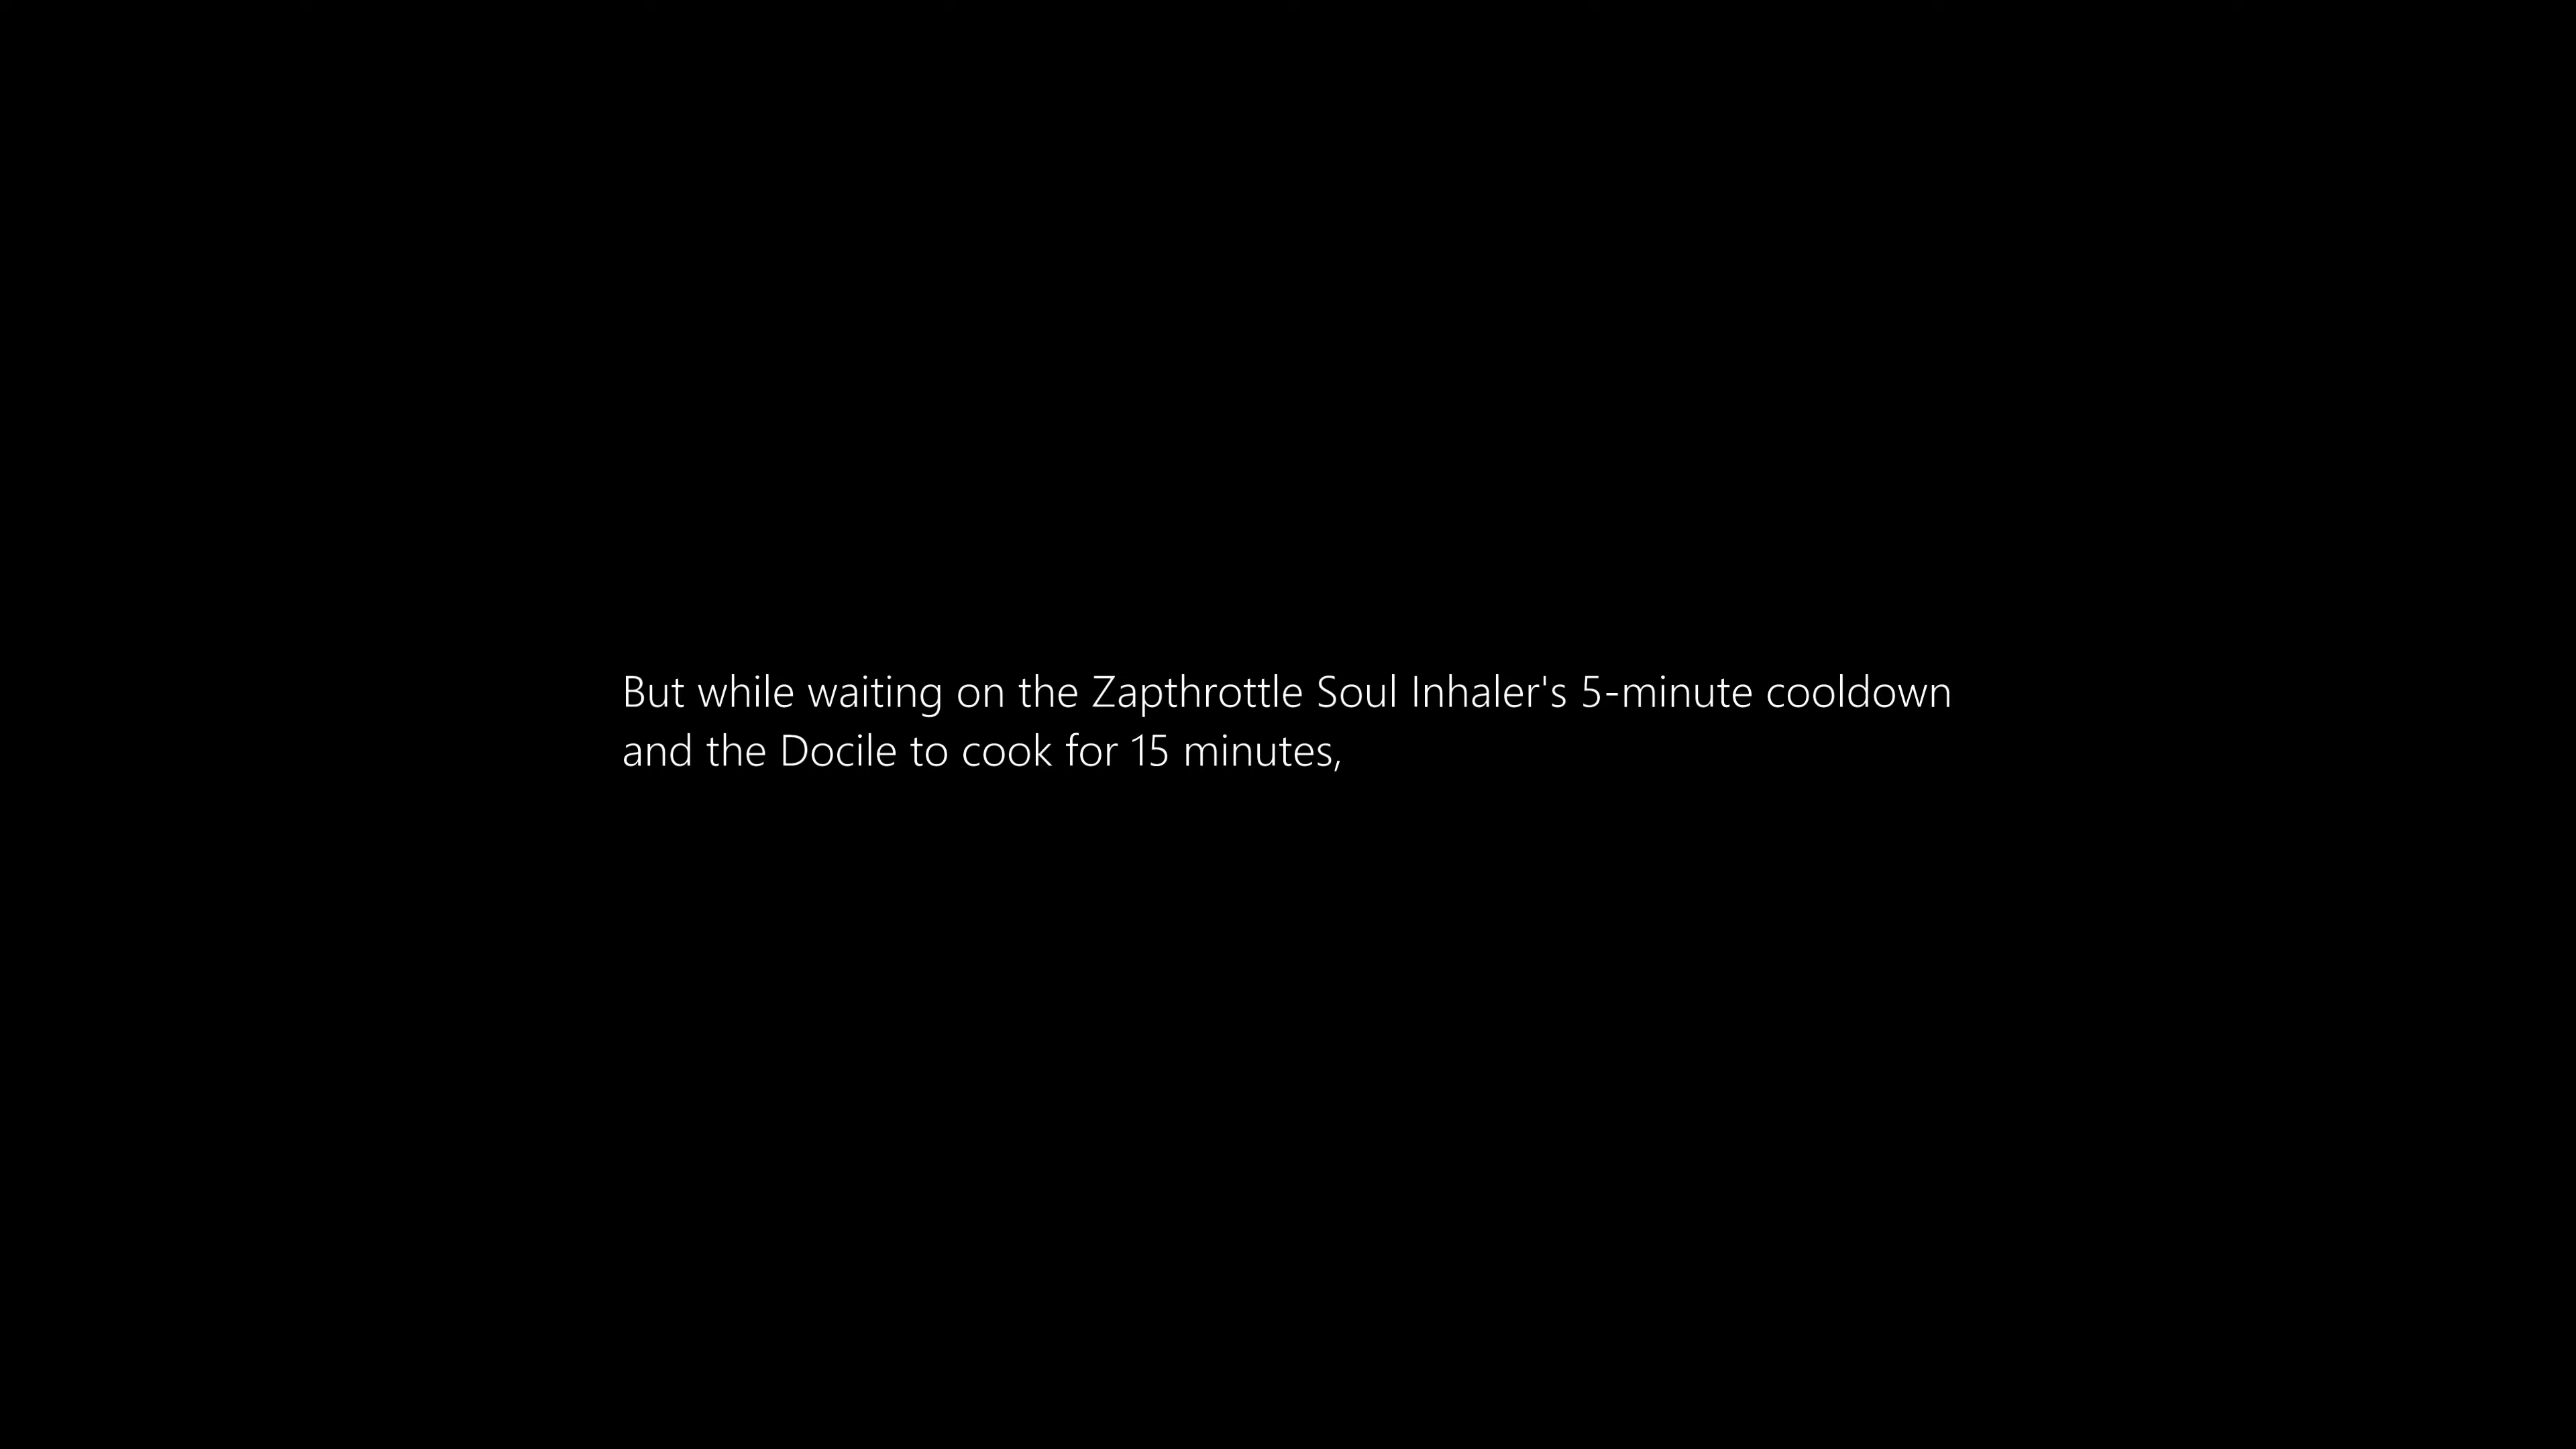 But while waiting on the Zapthrottle Soul Inhaler's 5-minute cooldown
and the Docile to cook for 15 minutes,